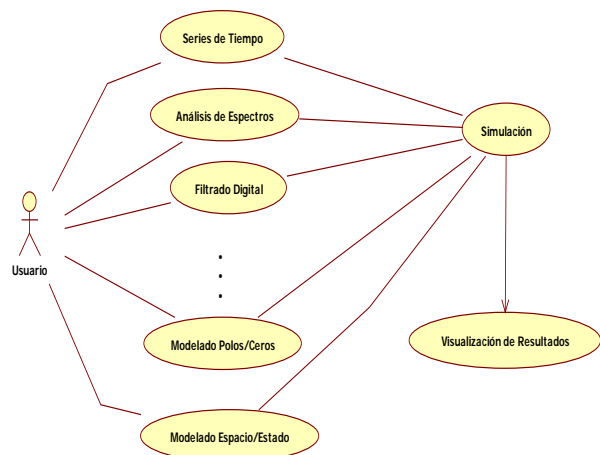 Series de Tiempo
Análisis de Espectros
Simulación
Filtrado Digital
Usuario
Modelado Polos/Ceros
Visualización de Resultados
Modelado Espacio/Estado